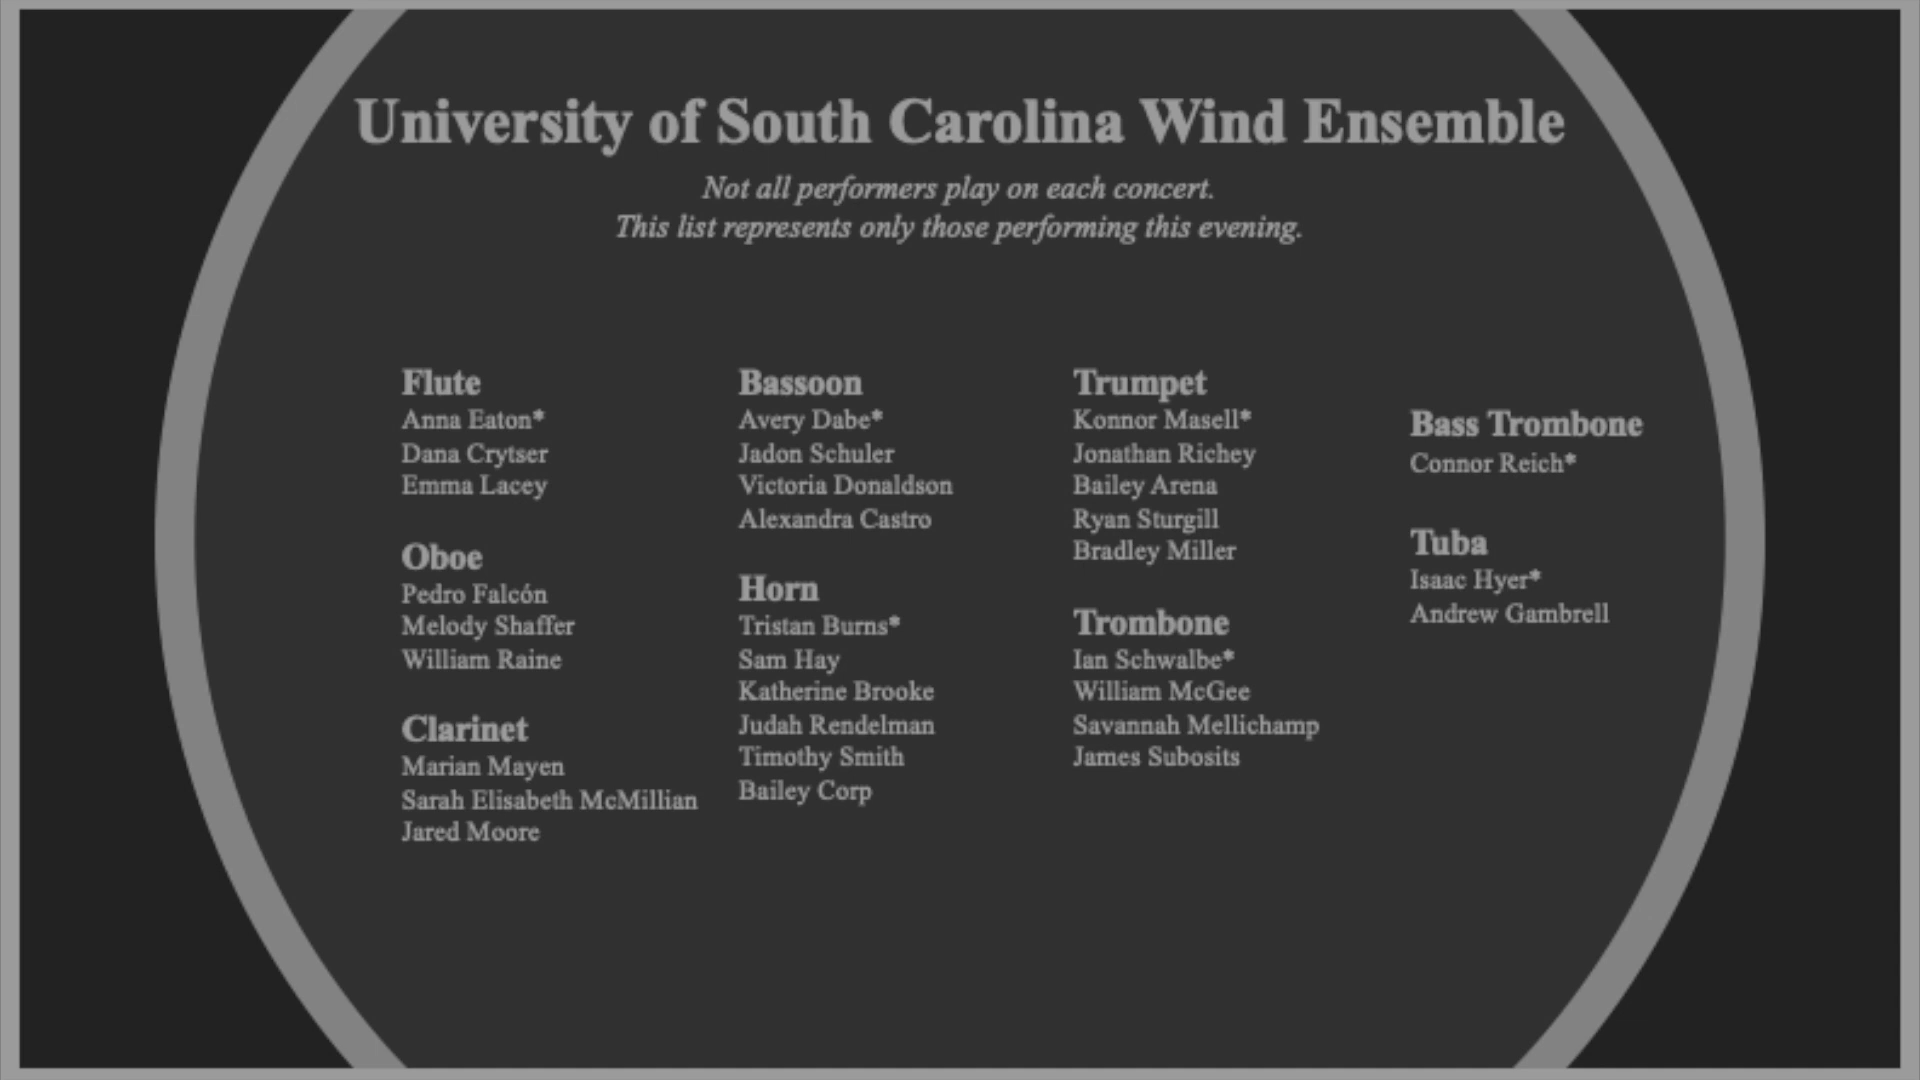 University of South Carolina Wind Ensemble
Not all performers play on each concert.
This list represents only those performing this evening.
Flute
Anna Eaton*
Dana Crytser
Emma Lacey
Oboe
Pedro Falcón
Melody Shaffer
William Raine
Clarinet
Marian Mayen
Sarah Elisabeth McMillian
Jared Moore
Bassoon
Avery Dabe*
Jadon Schuler
Victoria Donaldson
Alexandra Castro
Horn
Tristan Burns*
Sam Hay
Katherine Brooke
Judah Rendelman
Timothy Smith
Bailey Corp
Trumpet
Konnor Masell*
Jonathan Richey
Bailey Arena
Ryan Sturgill
Bradley Miller
Trombone
Ian Schwalbe*
William McGee
Savannah Mellichamp
James Subosits
Bass Trombone
Connor Reich*
Tuba
Isaac Hyer*
Andrew Gambrell